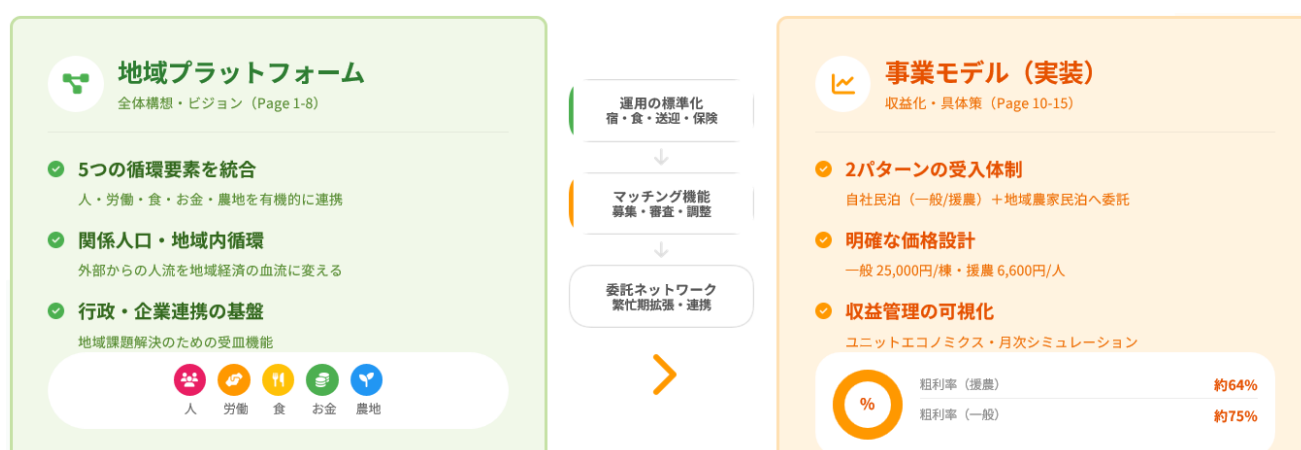 地域プラットフォーム
全体構想・ビジョン（Page 1-8）
5つの循環要素を統合
人・労働・食・お金・農地を有機的に連携
関係人口・地域内循環
外部からの人流を地域経済の血流に変える
行政・企業連携の基盤
地域課題解決のための受皿機能
人
労働
食
お金
農地
運用の標準化
宿・食・送迎・保険
マッチング機能
募集・審査・調整
委託ネットワーク
繁忙期拡張・連携
事業モデル（実装）
収益化・具体策（Page 10-15）
2パターンの受入体制
自社民泊（一般/援農）＋地域農家民泊へ委託
明確な価格設計
一般 25,000円/棟・援農 6,600円/人
収益管理の可視化
ユニットエコノミクス・月次シミュレーション
%
粗利率（援農）
約64%
粗利率（一般）
約75%